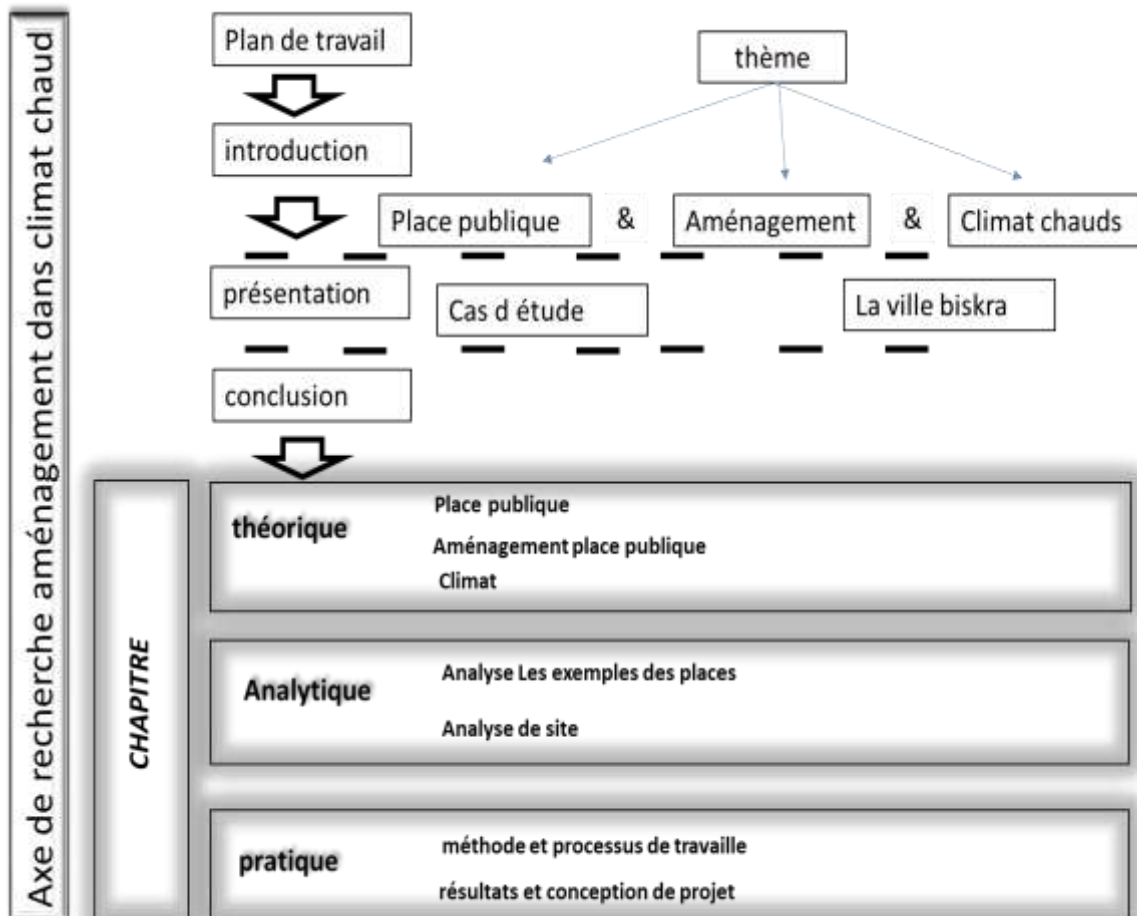 Axe de recherche aménagement dans climat chaud
Plan de travail
thème
introduction
Place publique & Aménagement & Climat chauds
présentation
Cas d étude
La ville biskra
conclusion
CHAPITRE
théorique
Place publique
Aménagement place publique
Climat
Analytique
Analyse Les exemples des places
Analyse de site
pratique
méthode et processus de travaille
résultats et conception de projet